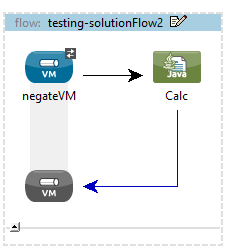 flow: testing-solutionFlow2
VM
Java
negateVM
Calc
VM